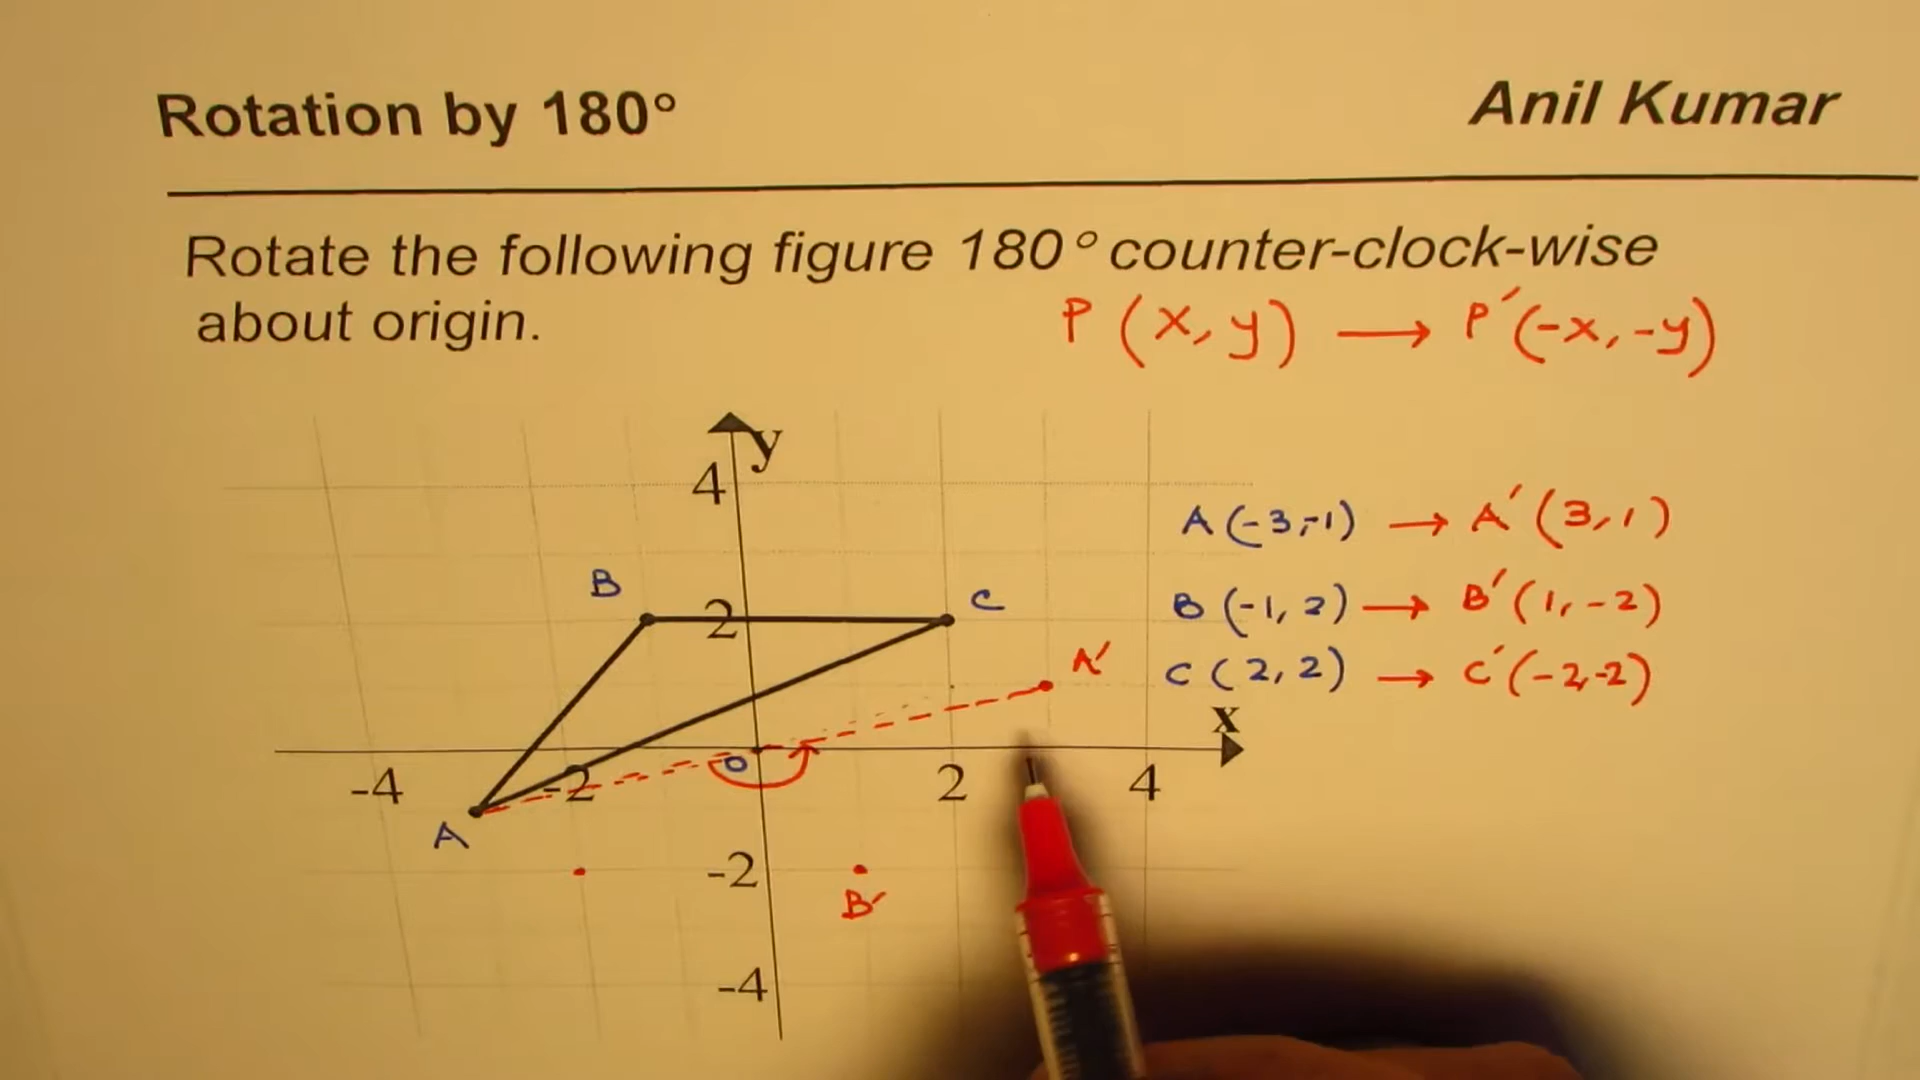 Rotation by 180° Anil Kumar
Rotate the following figure 180° counter-clock-wise
about origin.
P (x, y) → P′(-x, -y)
y
4
A (-3,-1) → A′ (3, 1)
B
2
C
B (-1, 2) → B′ (1, -2)
A′
C (2, 2) → C′ (-2,-2)
x
O
-4 -2 2 4
A
-2
B′
-4